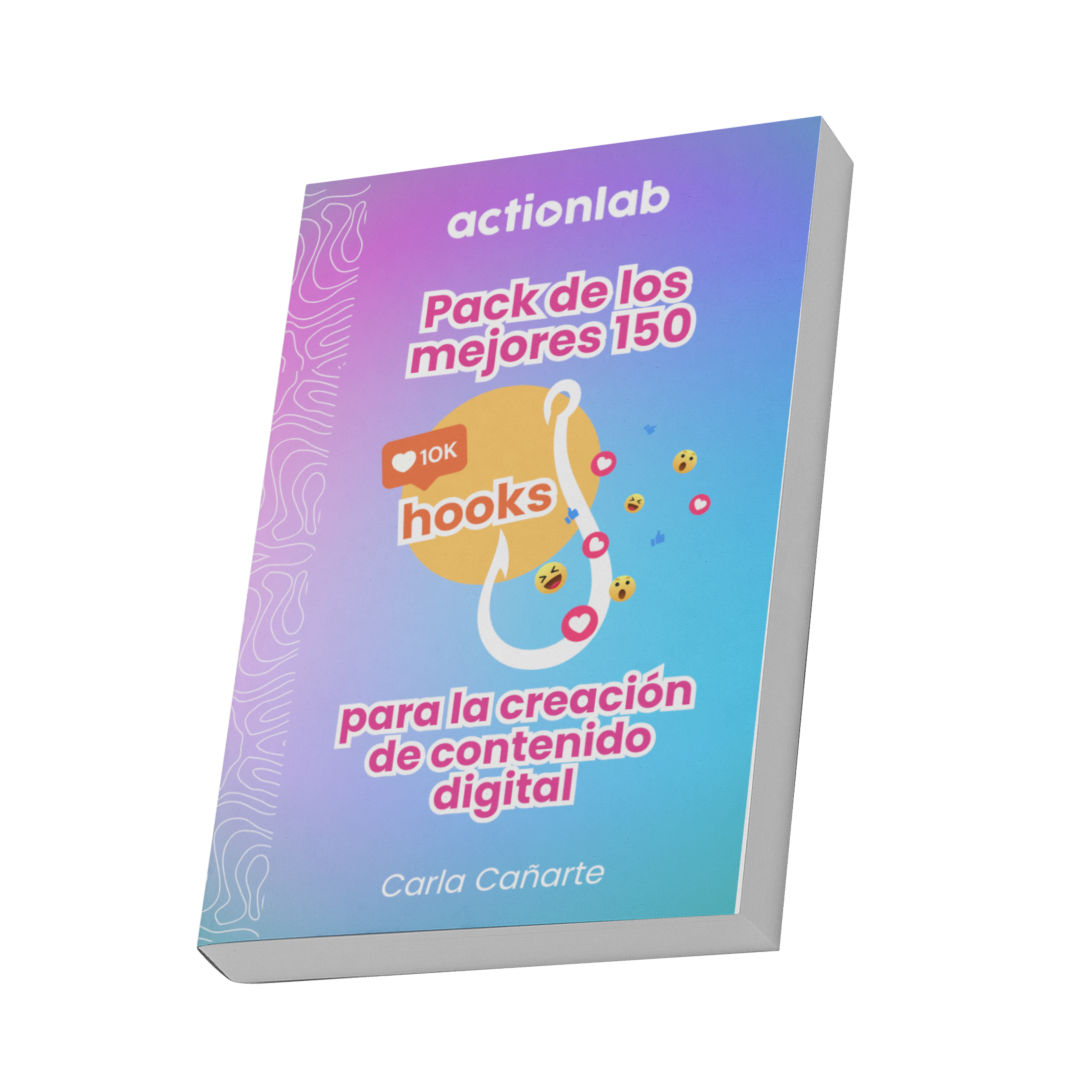 actionlab
Pack de los
mejores 150
10K
hooks
para la creación
de contenido
digital
Carla Cañarte